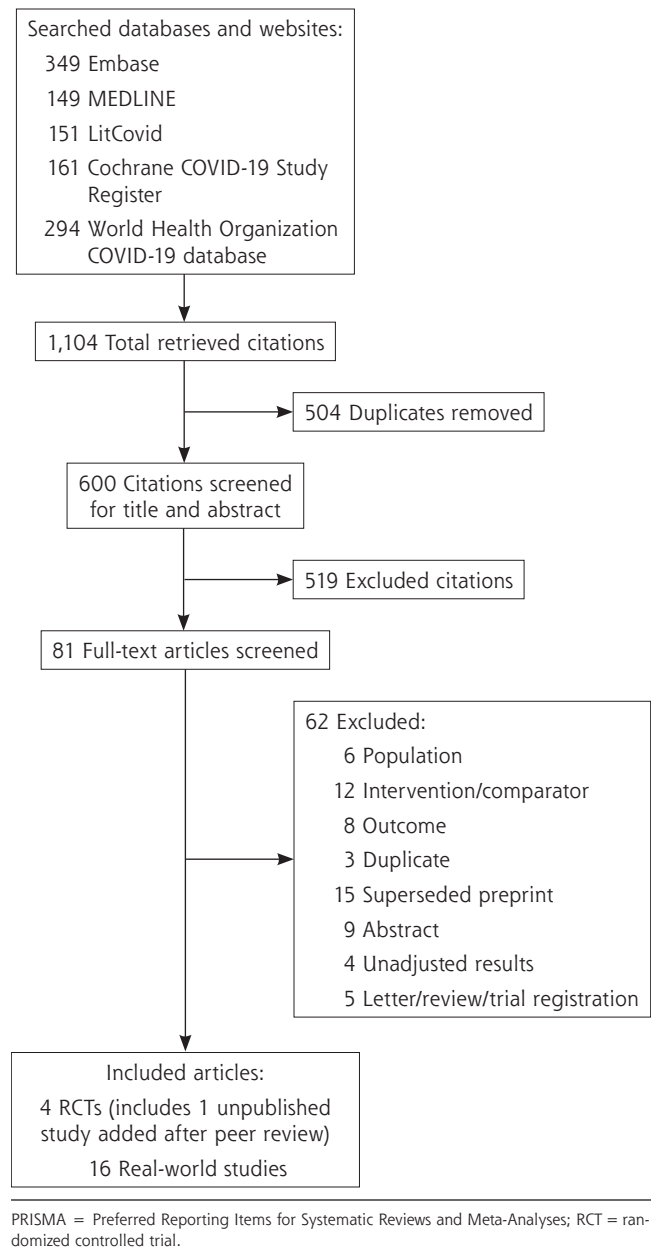 Searched databases and websites:
349 Embase
149 MEDLINE
151 LitCovid
161 Cochrane COVID-19 Study
Register
294 World Health Organization
COVID-19 database
1,104 Total retrieved citations
504 Duplicates removed
600 Citations screened
for title and abstract
519 Excluded citations
81 Full-text articles screened
62 Excluded:
6 Population
12 Intervention/comparator
8 Outcome
3 Duplicate
15 Superseded preprint
9 Abstract
4 Unadjusted results
5 Letter/review/trial registration
Included articles:
4 RCTs (includes 1 unpublished
study added after peer review)
16 Real-world studies
PRISMA = Preferred Reporting Items for Systematic Reviews and Meta-Analyses; RCT = ran-
domized controlled trial.